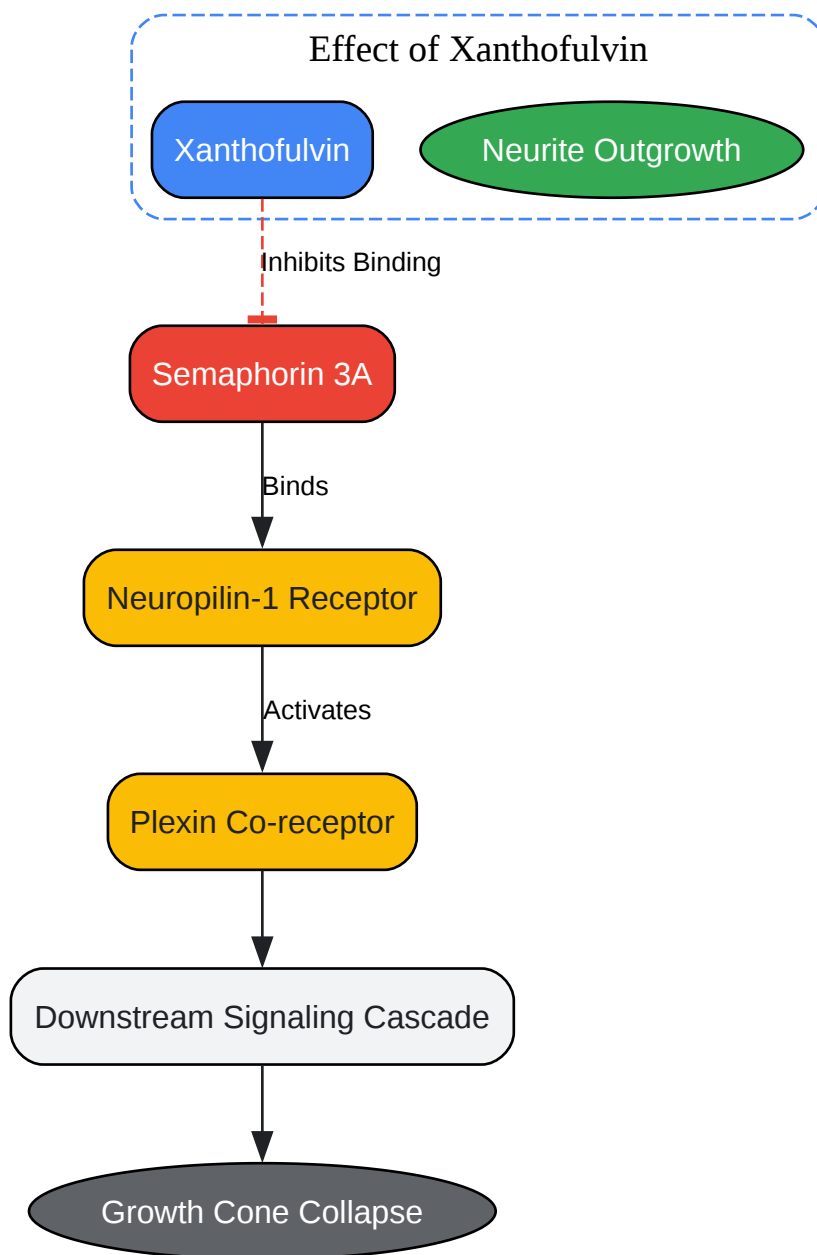 Effect of Xanthofulvin
Xanthofulvin
Neurite Outgrowth
Inhibits Binding
Semaphorin 3A
Binds
Neuropilin-1 Receptor
Activates
Plexin Co-receptor
Downstream Signaling Cascade
Growth Cone Collapse